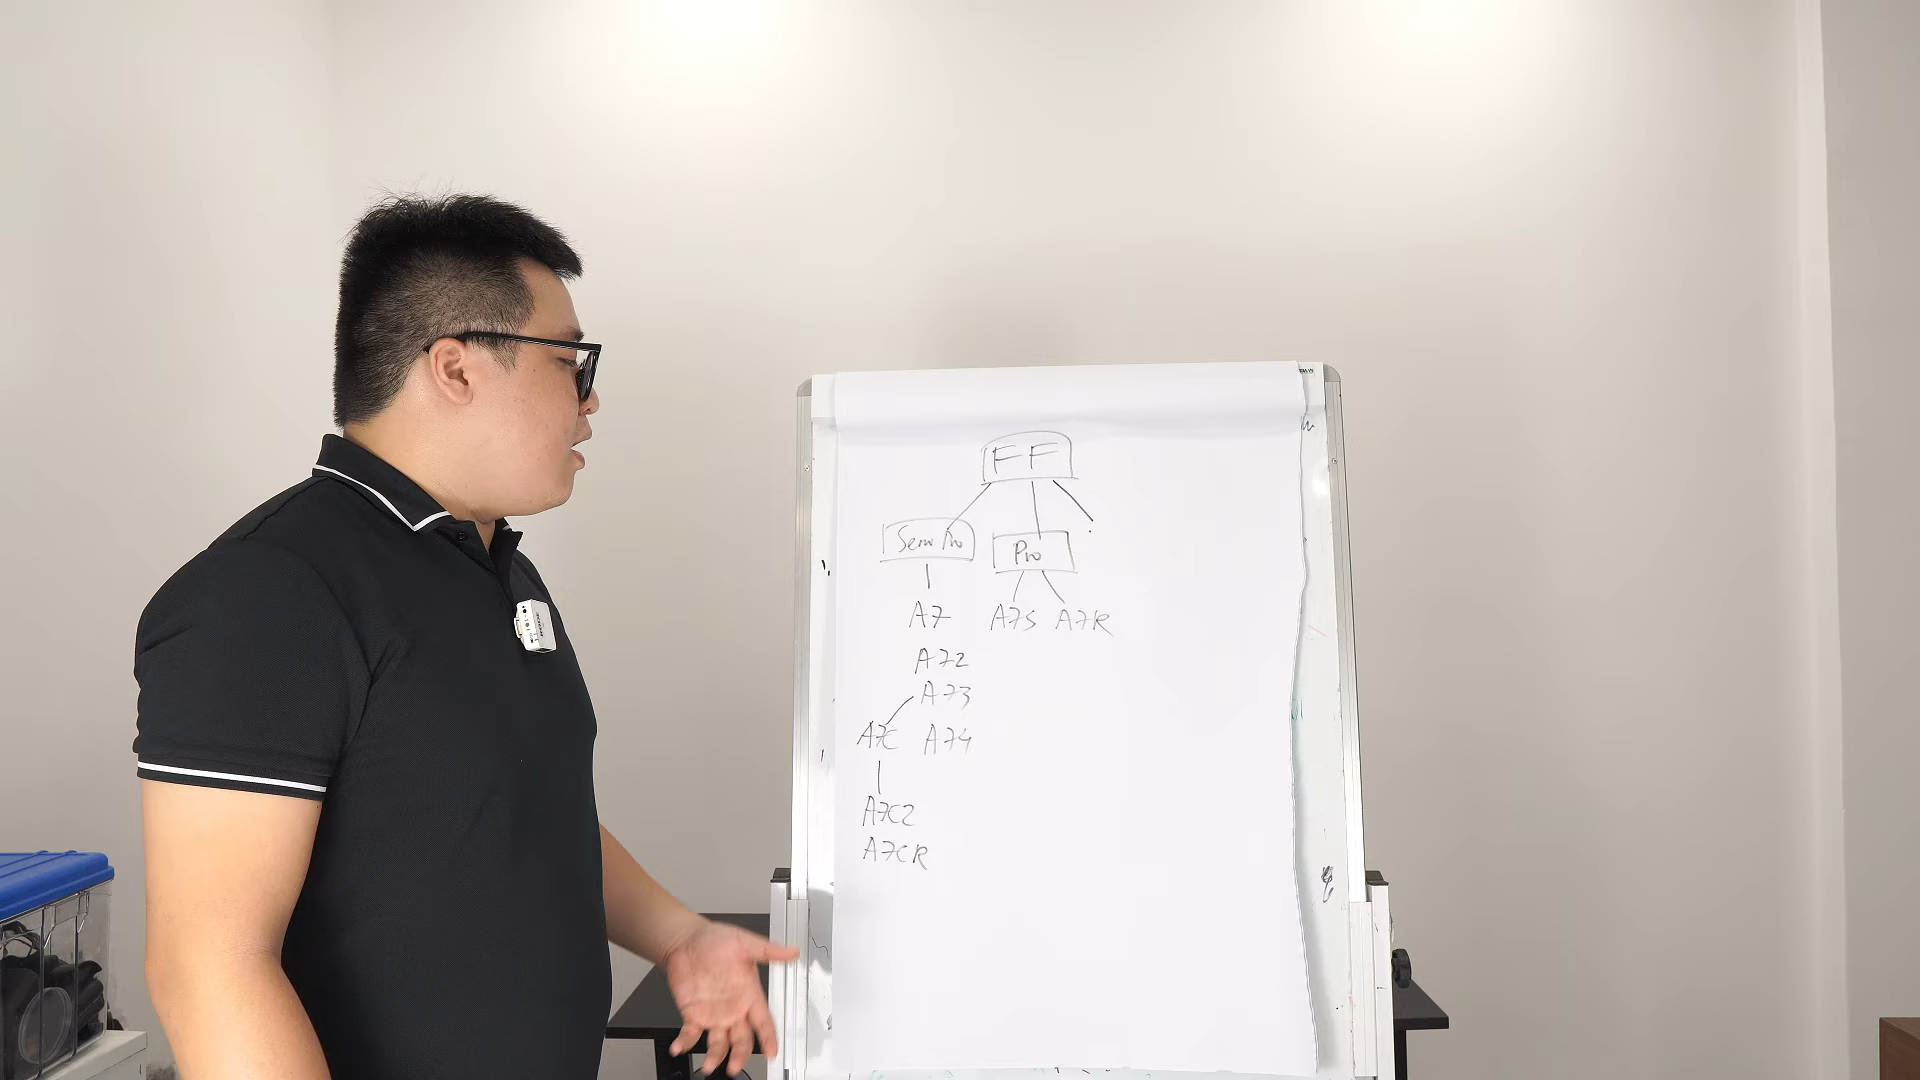 FF
Semi Pro Pro
A7 A7S A7R
A72
A73
A7C A74
A7C2
A7CR